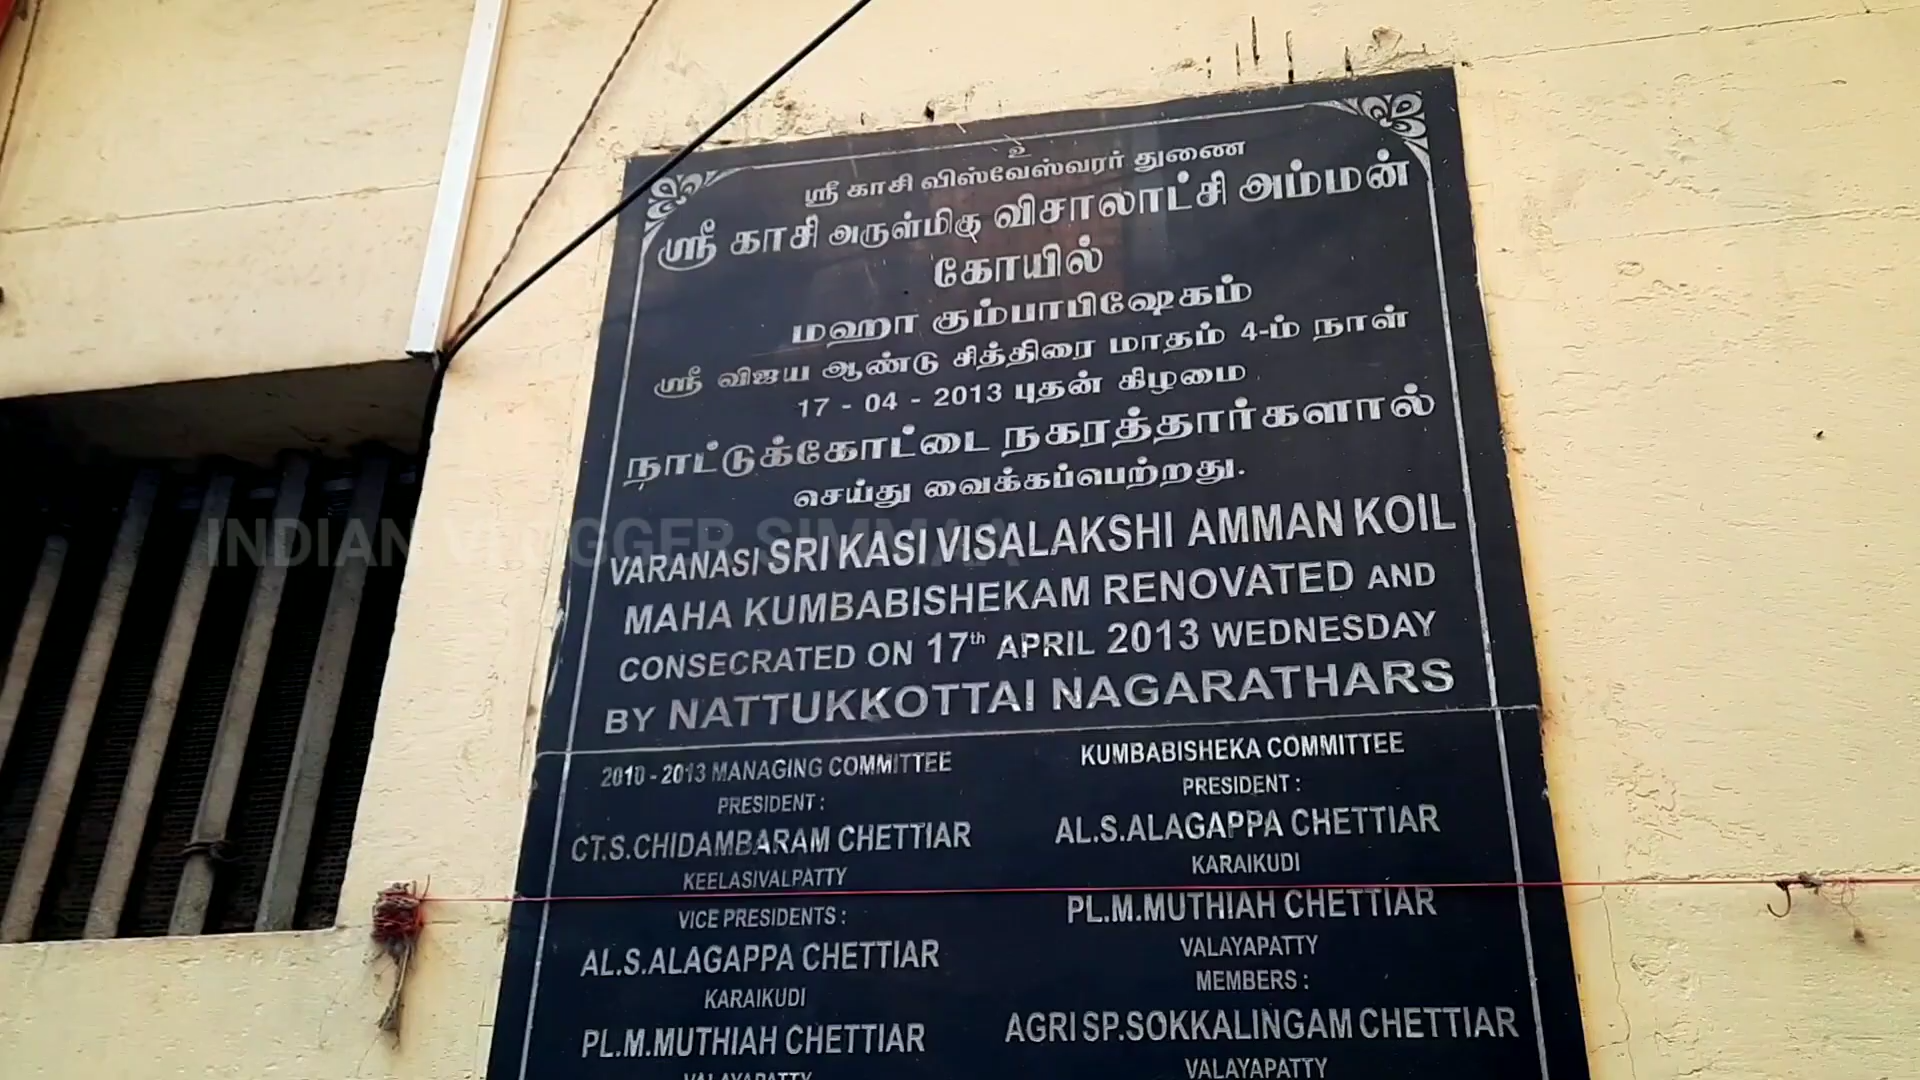 உ
ஸ்ரீ காசி விஸ்வேஸ்வரர் துணை
ஸ்ரீ காசி அருள்மிகு விசாலாட்சி அம்மன்
கோயில்
மஹா கும்பாபிஷேகம்
ஸ்ரீ விஜய ஆண்டு சித்திரை மாதம் 4-ம் நாள்
17 - 04 - 2013 புதன் கிழமை
நாட்டுக்கோட்டை நகரத்தார்களால்
செய்து வைக்கப்பெற்றது.
VARANASI SRI KASI VISALAKSHI AMMAN KOIL
MAHA KUMBABISHEKAM RENOVATED AND
CONSECRATED ON 17th APRIL 2013 WEDNESDAY
BY NATTUKKOTTAI NAGARATHARS
2010 - 2013 MANAGING COMMITTEE
PRESIDENT :
CT.S.CHIDAMBARAM CHETTIAR
KEELASIVALPATTY
VICE PRESIDENTS :
AL.S.ALAGAPPA CHETTIAR
KARAIKUDI
PL.M.MUTHIAH CHETTIAR
VALAYAPATTY
KUMBABISHEKA COMMITTEE
PRESIDENT :
AL.S.ALAGAPPA CHETTIAR
KARAIKUDI
PL.M.MUTHIAH CHETTIAR
VALAYAPATTY
MEMBERS :
AGRI SP.SOKKALINGAM CHETTIAR
VALAYAPATTY
INDIAN VLOGGER SIMMAA